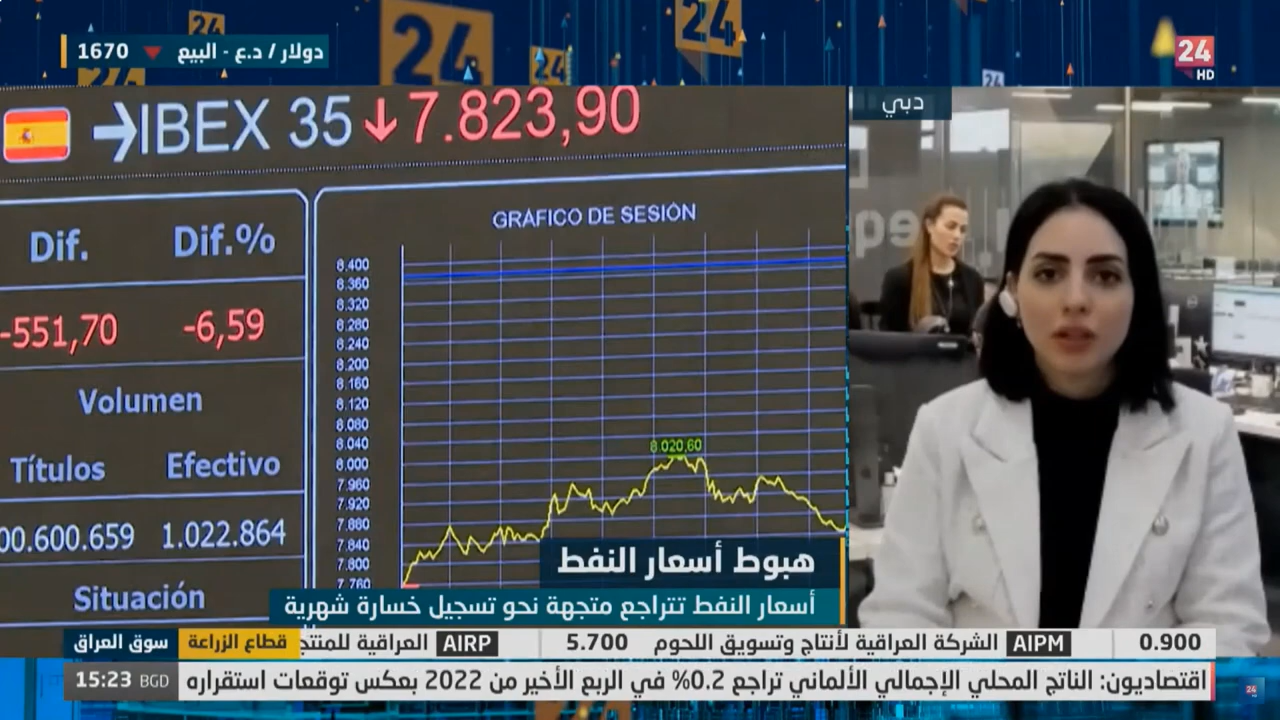 دولار / د.ع - البيع 1670
24
HD
دبي
IBEX 35 7.823,90
Dif. Dif.%
-551,70 -6,59
Volumen
Títulos Efectivo
00.600.659 1.022.864
Situación
GRAFICO DE SESION
8.400
8.360
8.320
8.280
8.240
8.200
8.160
8.120
8.080
8.040
8.000
7.960
7.920
7.880
7.840
7.800
7.760
8.020,60
هبوط أسعار النفط
أسعار النفط تتراجع متجهة نحو تسجيل خسارة شهرية
سوق العراق قطاع الزراعة AIRP العراقية للمنتج 5.700 AIPM الشركة العراقية لأنتاج وتسويق اللحوم 0.900
15:23 BGD اقتصاديون: الناتج المحلي الإجمالي الألماني تراجع 0.2% في الربع الأخير من 2022 بعكس توقعات استقراره